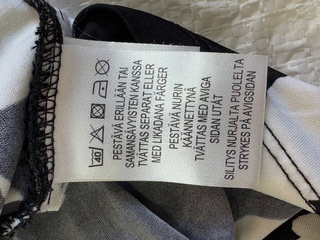 40
PESTÄVÄ ERILLÄÄN TAI
SAMANSÄVYISTEN KANSSA
TVÄTTAS SEPARAT ELLER
MED LIKADANA FÄRGER
PESTÄVÄ NURIN
KÄÄNNETTYNÄ
TVÄTTAS MED AVIGA
SIDAN UTÅT
SILITYS NURJALTA PUOLELTA
STRYKES PÅ AVIGSIDAN